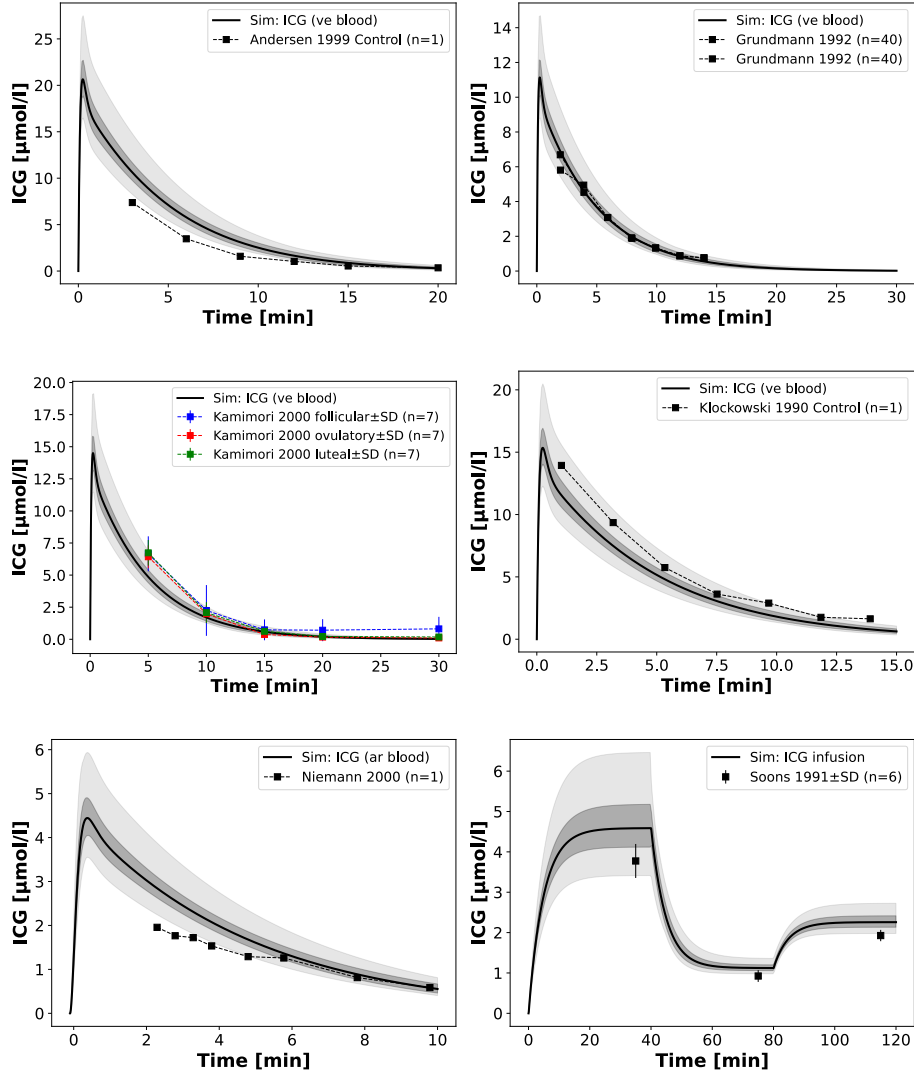 Sim: ICG (ve blood)
Andersen 1999 Control (n=1)
ICG [µmol/l]
25
20
15
10
5
0
0 5 10 15 20
Time [min]
Sim: ICG (ve blood)
Grundmann 1992 (n=40)
Grundmann 1992 (n=40)
ICG [µmol/l]
14
12
10
8
6
4
2
0
0 5 10 15 20 25 30
Time [min]
Sim: ICG (ve blood)
Kamimori 2000 follicular±SD (n=7)
Kamimori 2000 ovulatory±SD (n=7)
Kamimori 2000 luteal±SD (n=7)
ICG [µmol/l]
20.0
17.5
15.0
12.5
10.0
7.5
5.0
2.5
0.0
0 5 10 15 20 25 30
Time [min]
Sim: ICG (ve blood)
Klockowski 1990 Control (n=1)
ICG [µmol/l]
20
15
10
5
0
0.0 2.5 5.0 7.5 10.0 12.5 15.0
Time [min]
Sim: ICG (ar blood)
Niemann 2000 (n=1)
ICG [µmol/l]
6
5
4
3
2
1
0
0 2 4 6 8 10
Time [min]
Sim: ICG infusion
Soons 1991±SD (n=6)
ICG [µmol/l]
6
5
4
3
2
1
0
0 20 40 60 80 100 120
Time [min]